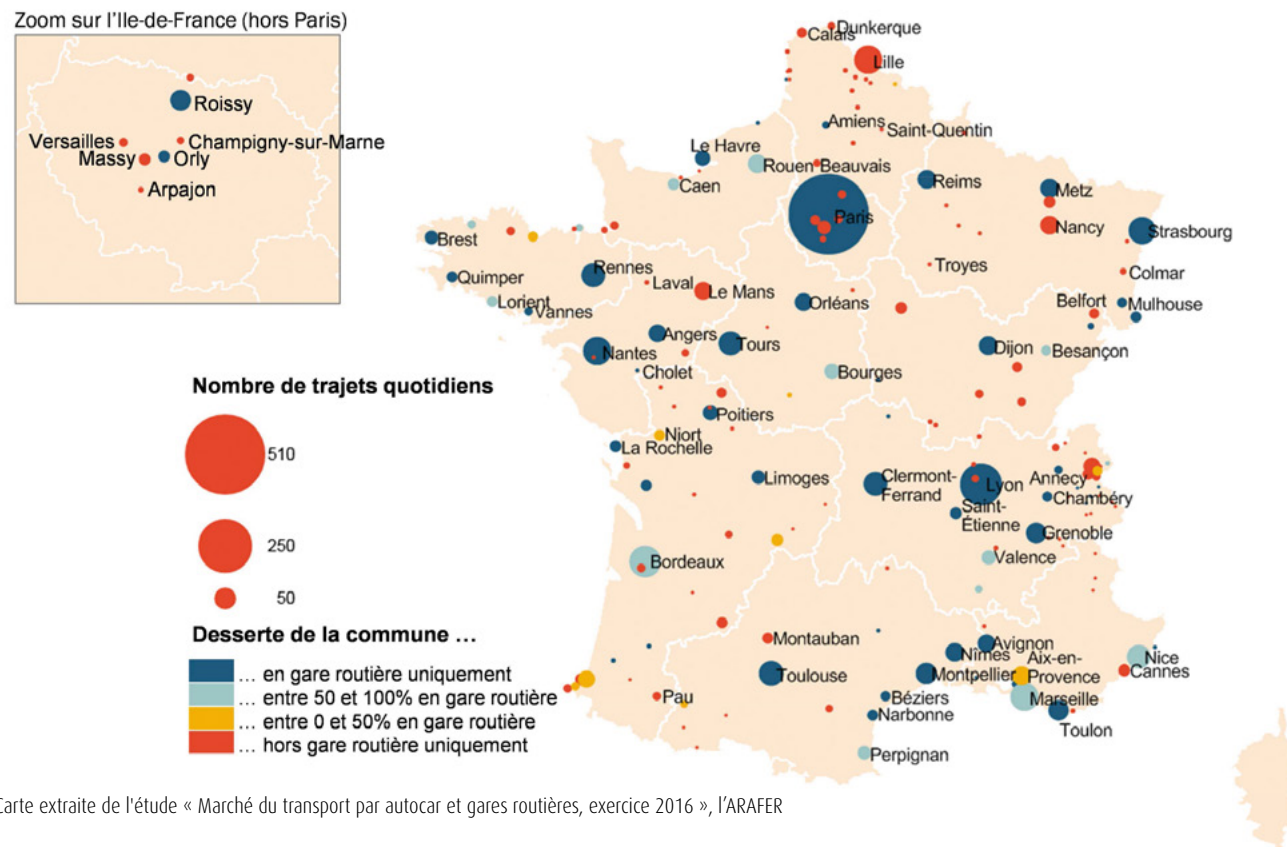 Zoom sur l'Ile-de-France (hors Paris)
Roissy
Versailles
Champigny-sur-Marne
Massy
Orly
Arpajon
Dunkerque
Calais
Lille
Amiens
Saint-Quentin
Le Havre
Rouen
Beauvais
Caen
Reims
Metz
Paris
Nancy
Strasbourg
Brest
Rennes
Troyes
Colmar
Quimper
Laval
Le Mans
Orléans
Belfort
Mulhouse
Lorient
Vannes
Angers
Tours
Dijon
Besançon
Nantes
Cholet
Bourges
Poitiers
Niort
La Rochelle
Limoges
Clermont-
Ferrand
Lyon
Annecy
Chambéry
Saint-
Étienne
Grenoble
Bordeaux
Valence
Montauban
Avignon
Nîmes
Aix-en-
Provence
Nice
Cannes
Toulouse
Montpellier
Marseille
Pau
Béziers
Narbonne
Toulon
Perpignan
Nombre de trajets quotidiens
510
250
50
Desserte de la commune ...
... en gare routière uniquement
... entre 50 et 100% en gare routière
... entre 0 et 50% en gare routière
... hors gare routière uniquement
Carte extraite de l'étude « Marché du transport par autocar et gares routières, exercice 2016 », l'ARAFER